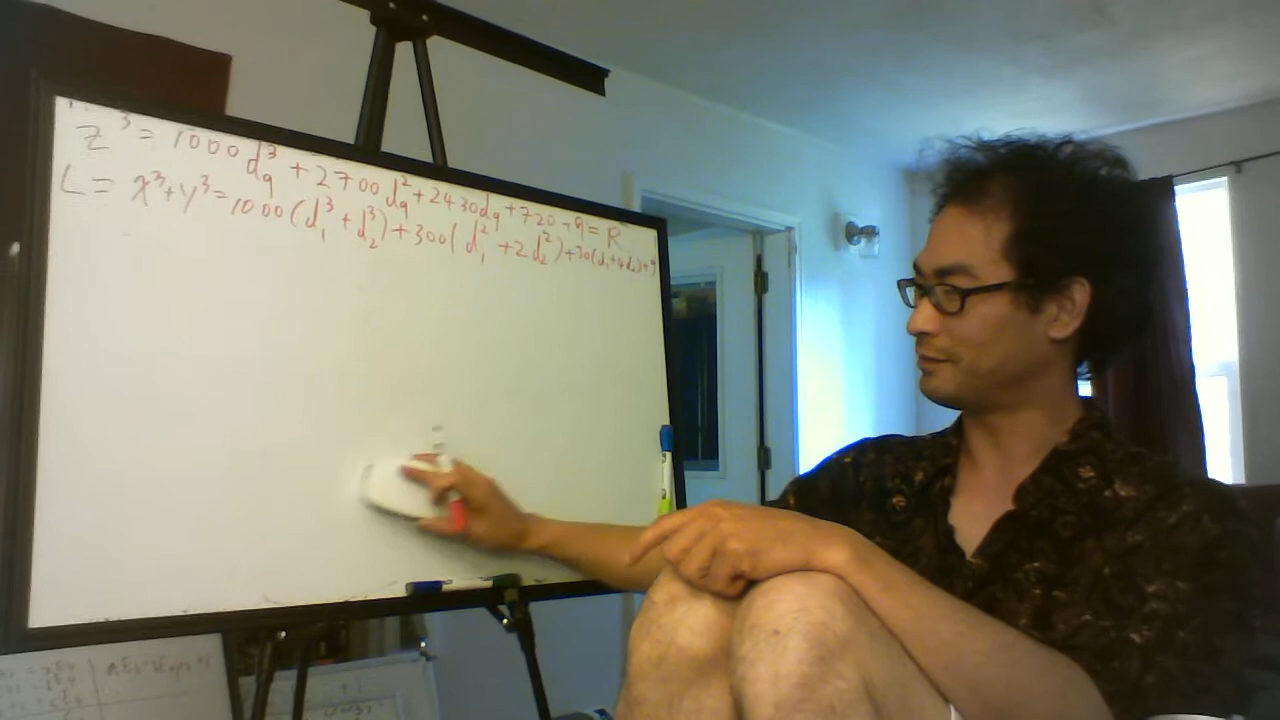 z³ = 1000d₉³ + 2700d₉² + 2430d₉ + 720 + 9 = R
L = x³ + y³ = 1000(d₁³ + d₂³) + 300(d₁² + 2d₂²) + 30(d₁ + 4d₂) + 9